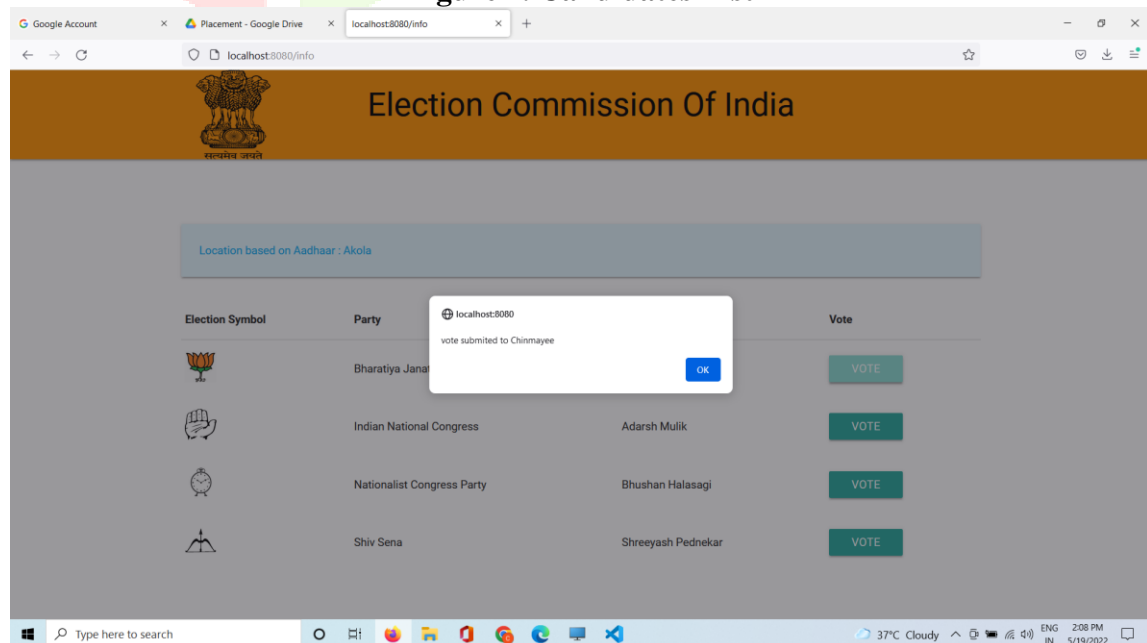 Google Account
Placement - Google Drive
localhost:8080/info
localhost:8080/info
सत्यमेव जयते
Election Commission Of India
Location based on Aadhaar : Akola
Election Symbol Party Vote
localhost:8080
vote submited to Chinmayee
OK
Bharatiya Janat VOTE
Indian National Congress Adarsh Mulik VOTE
Nationalist Congress Party Bhushan Halasagi VOTE
Shiv Sena Shreeyash Pednekar VOTE
Type here to search
37°C Cloudy
ENG
IN
2:08 PM
5/19/2022